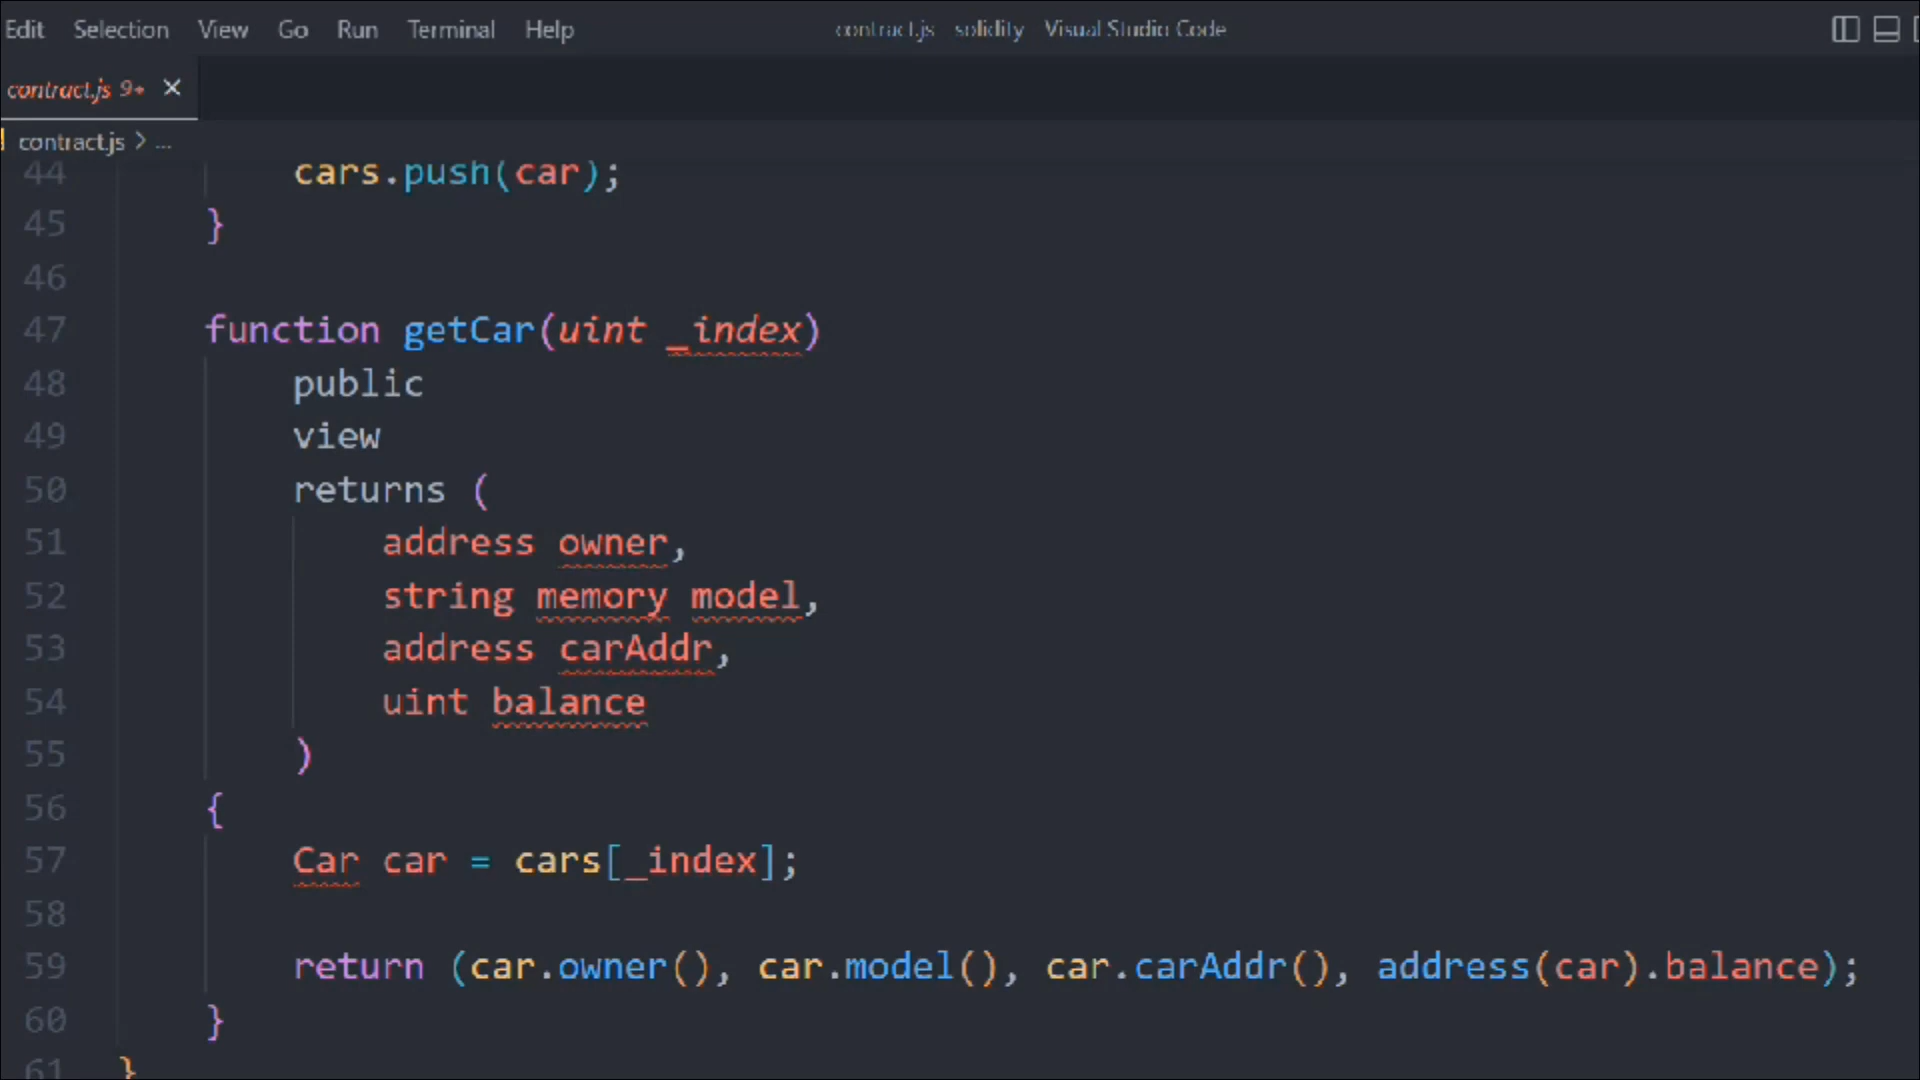 Edit Selection View Go Run Terminal Help contract.js solidity Visual Studio Code
contract.js 9+ ×
contract.js > ...
44 cars.push(car);
45 }
46
47 function getCar(uint _index)
48 public
49 view
50 returns (
51 address owner,
52 string memory model,
53 address carAddr,
54 uint balance
55 )
56 {
57 Car car = cars[_index];
58
59 return (car.owner(), car.model(), car.carAddr(), address(car).balance);
60 }
61 }